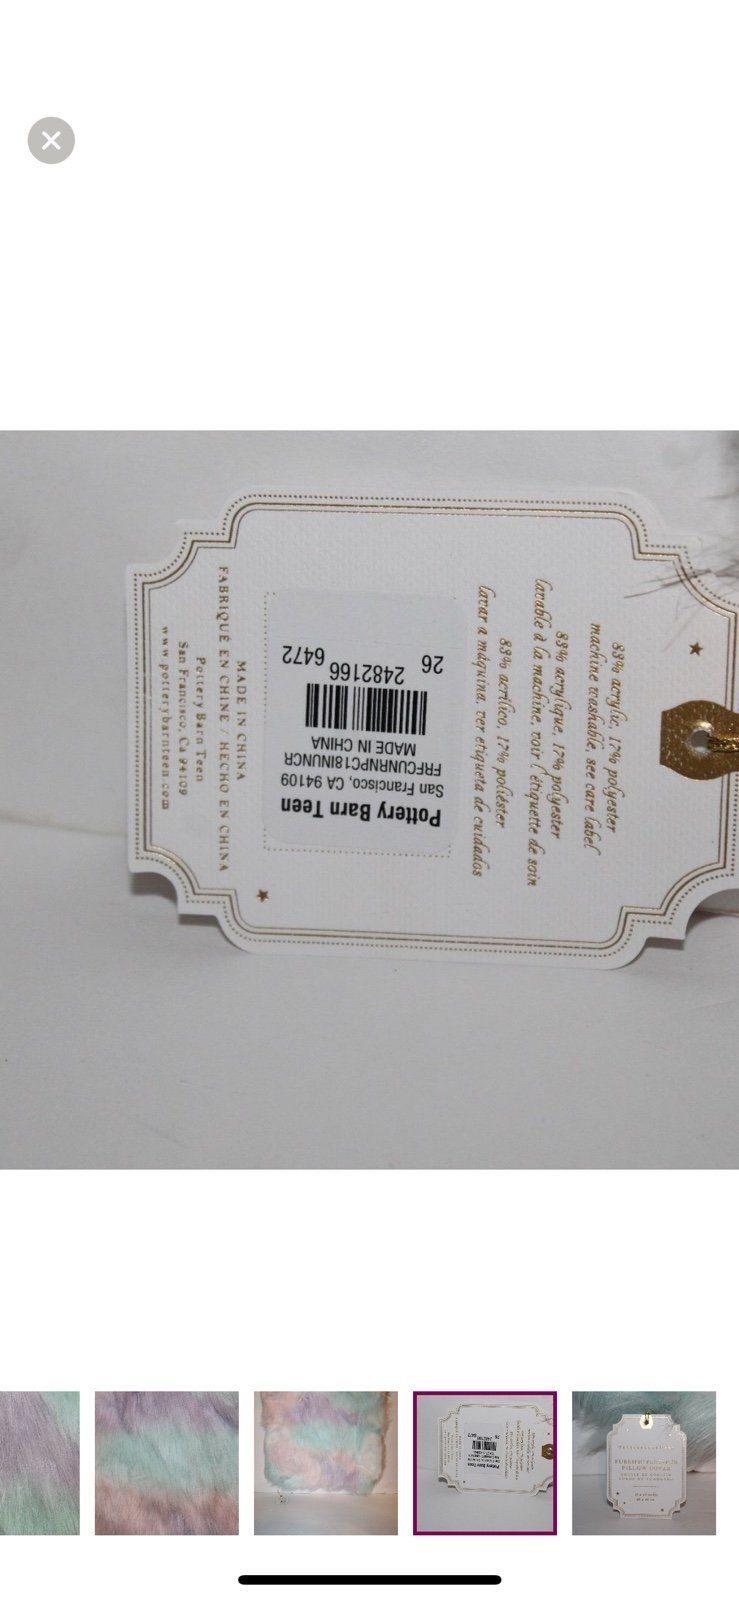 83% acrylic, 17% polyester
machine washable, see care label
83% acrylique, 17% polyester
lavable à la machine, voir l'étiquette de soin
83% acrílico, 17% poliéster
lavar a máquina, ver etiqueta de cuidados
Pottery Barn Teen
San Francisco, CA 94109
FRFCUNRNPC18INUNCR
MADE IN CHINA
26 2482166 6472
MADE IN CHINA
FABRIQUÉ EN CHINE / HECHO EN CHINA
Pottery Barn Teen
San Francisco, Ca 94109
www.potterybarnteen.com